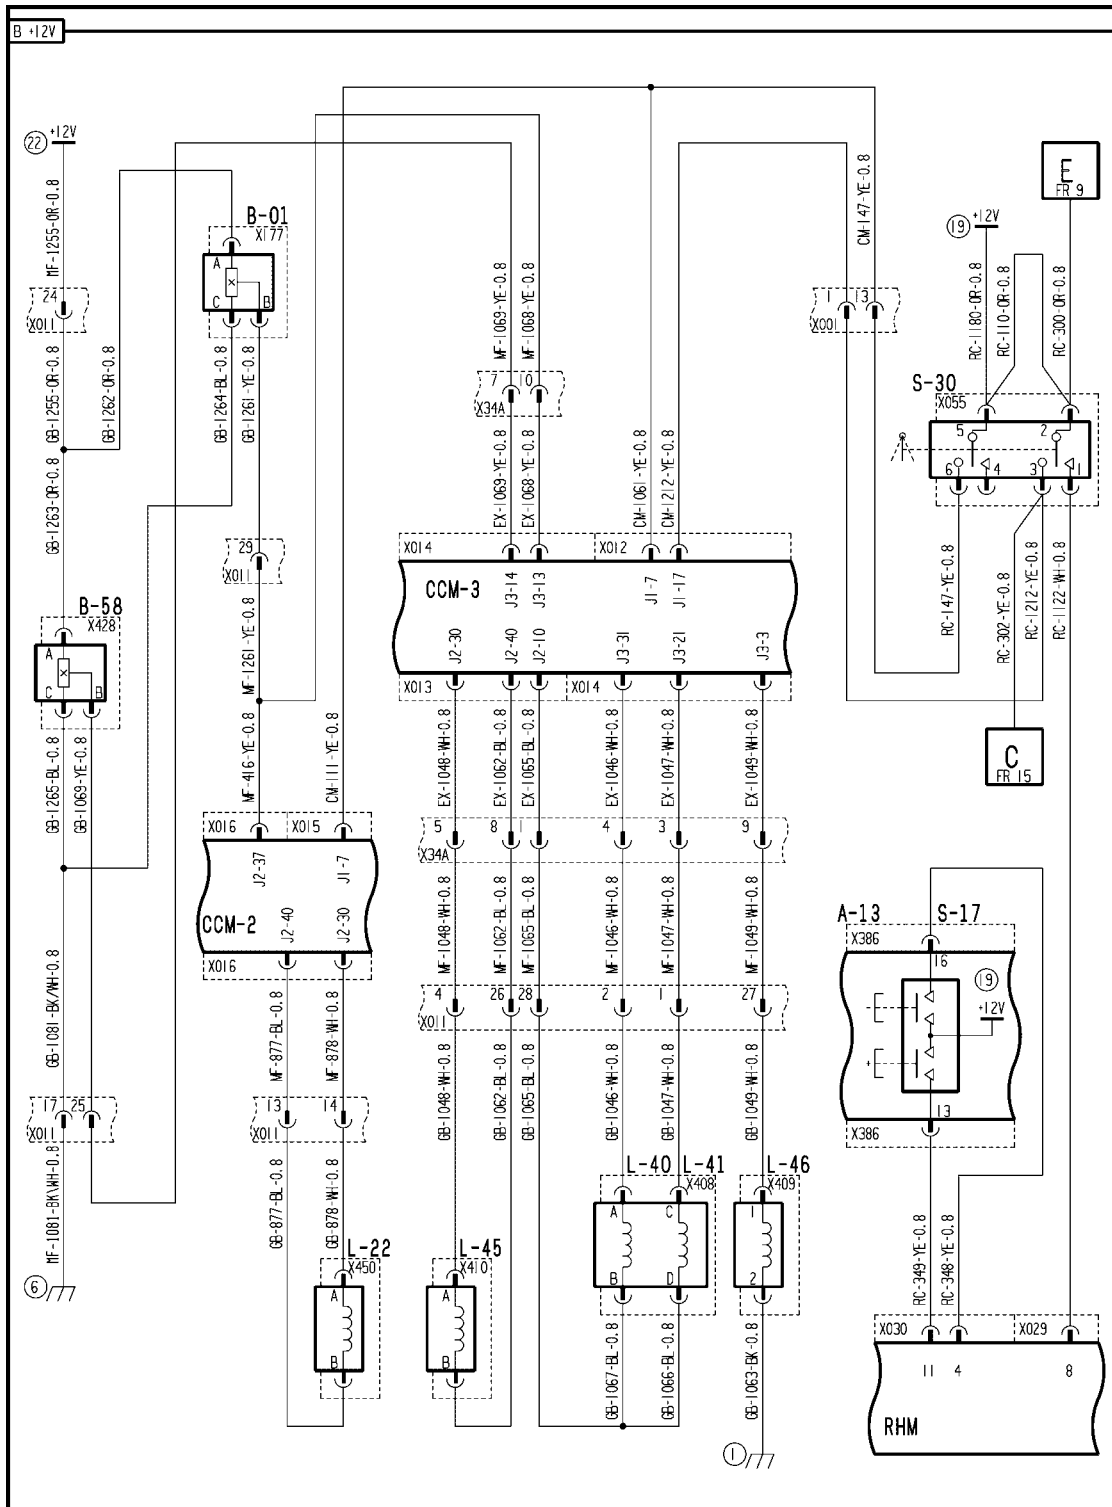 B +12V
22
+12V
MF-1255-OR-0.8
24
X011
GB-1255-OR-0.8
GB-1262-OR-0.8
GB-1263-OR-0.8
B-01
X177
A
C
B
GB-1264-BL-0.8
GB-1261-YE-0.8
29
X011
MF-1261-YE-0.8
MF-416-YE-0.8
CM-111-YE-0.8
B-58
X428
A
C
B
GB-1265-BL-0.8
GB-1069-YE-0.8
GB-1081-BK/WH-0.8
17
25
X011
MF-1081-BK\WH-0.8
6
X016
X015
J2-37
J1-7
CCM-2
J2-40
J2-30
X016
MF-877-BL-0.8
MF-878-WH-0.8
13
14
X011
GB-877-BL-0.8
GB-878-WH-0.8
L-22
X450
A
B
MF-1069-YE-0.8
MF-1068-YE-0.8
7
10
X34A
EX-1069-YE-0.8
EX-1068-YE-0.8
CM-1061-YE-0.8
CM-1212-YE-0.8
X014
X012
J3-14
J3-13
J1-7
J1-17
CCM-3
J2-30
J2-40
J2-10
J3-31
J3-21
J3-3
X013
X014
EX-1048-WH-0.8
EX-1062-BL-0.8
EX-1065-BL-0.8
EX-1046-WH-0.8
EX-1047-WH-0.8
EX-1049-WH-0.8
5
8
1
4
3
9
X34A
MF-1048-WH-0.8
MF-1062-BL-0.8
MF-1065-BL-0.8
MF-1046-WH-0.8
MF-1047-WH-0.8
MF-1049-WH-0.8
4
26
28
2
1
27
X011
GB-1048-WH-0.8
GB-1062-BL-0.8
GB-1065-BL-0.8
GB-1046-WH-0.8
GB-1047-WH-0.8
GB-1049-WH-0.8
L-45
X410
A
B
L-40
L-41
X408
A
C
B
D
GB-1067-BL-0.8
GB-1066-BL-0.8
L-46
X409
1
2
GB-1063-BK-0.8
1
CM-147-YE-0.8
1
13
X001
E
FR 9
19
+12V
RC-1180-OR-0.8
RC-110-OR-0.8
RC-300-OR-0.8
S-30
X055
5
2
6
4
3
1
RC-147-YE-0.8
RC-302-YE-0.8
RC-1212-YE-0.8
RC-1122-WH-0.8
C
FR 15
A-13
S-17
X386
16
19
+12V
+
13
X386
RC-349-YE-0.8
RC-348-YE-0.8
X030
X029
11
4
8
RHM